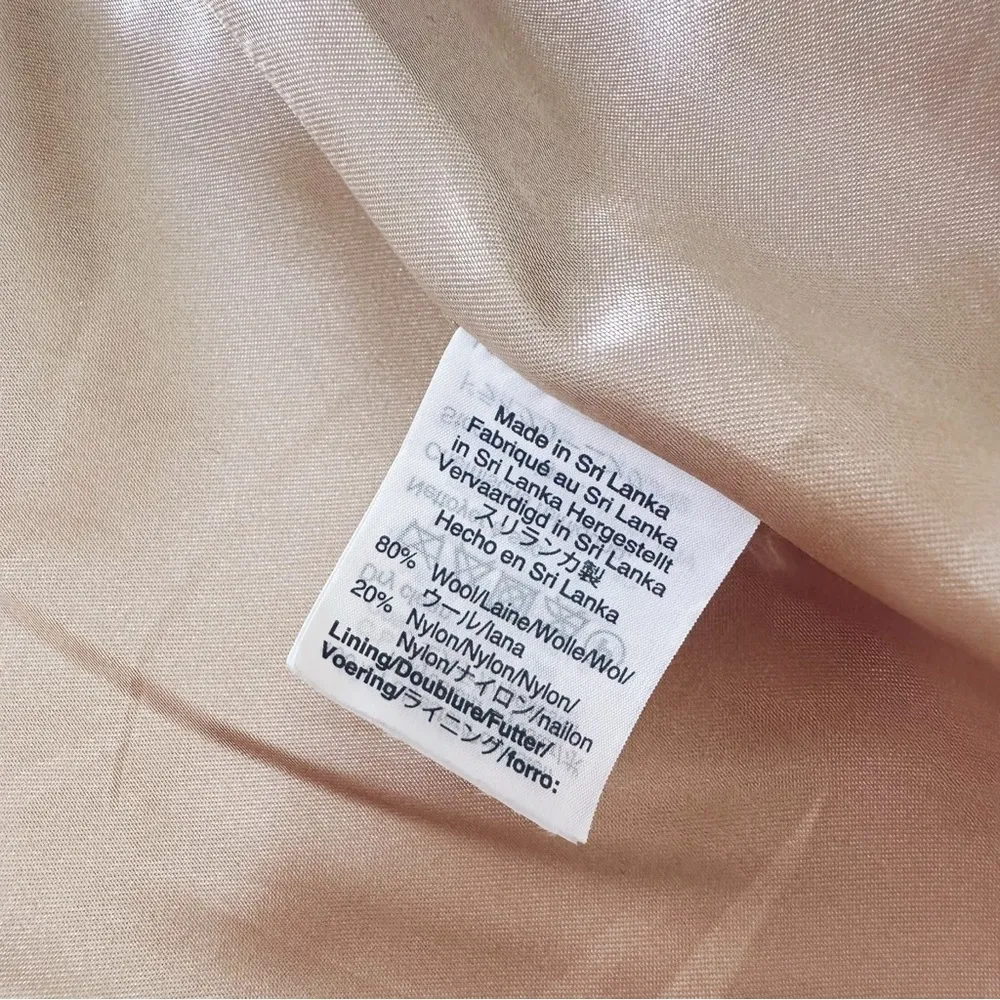 Made in Sri Lanka
Fabriqué au Sri Lanka
in Sri Lanka Hergestellt
Vervaardigd in Sri Lanka
スリランカ製
Hecho en Sri Lanka
80% Wool/Laine/Wolle/Wol/
ウール/lana
20% Nylon/Nylon/Nylon/
Nylon/ナイロン/nailon
Lining/Doublure/Futter/
Voering/ライニング/forro: